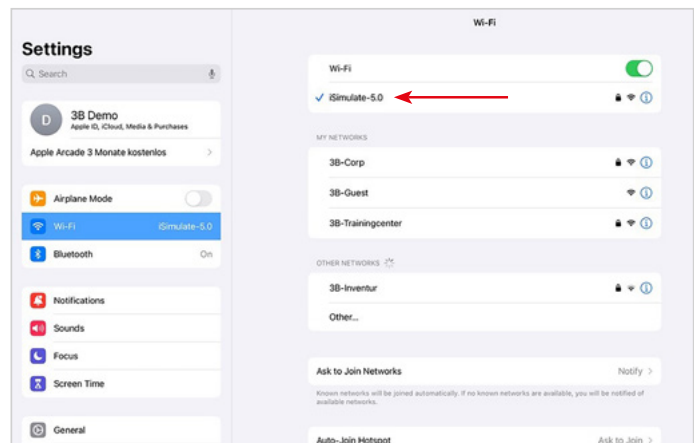 Wi-Fi
Settings
Search
D
3B Demo
Apple ID, iCloud, Media & Purchases
Apple Arcade 3 Monate kostenlos
Airplane Mode
Wi-Fi
iSimulate-5.0
Bluetooth
On
Notifications
Sounds
Focus
Screen Time
General
Wi-Fi
iSimulate-5.0
MY NETWORKS
3B-Corp
3B-Guest
3B-Trainingcenter
OTHER NETWORKS
3B-Inventur
Other...
Ask to Join Networks
Notify
Known networks will be joined automatically. If no known networks are available, you will be notified of
available networks.
Auto-Join Hotspot
Ask to Join